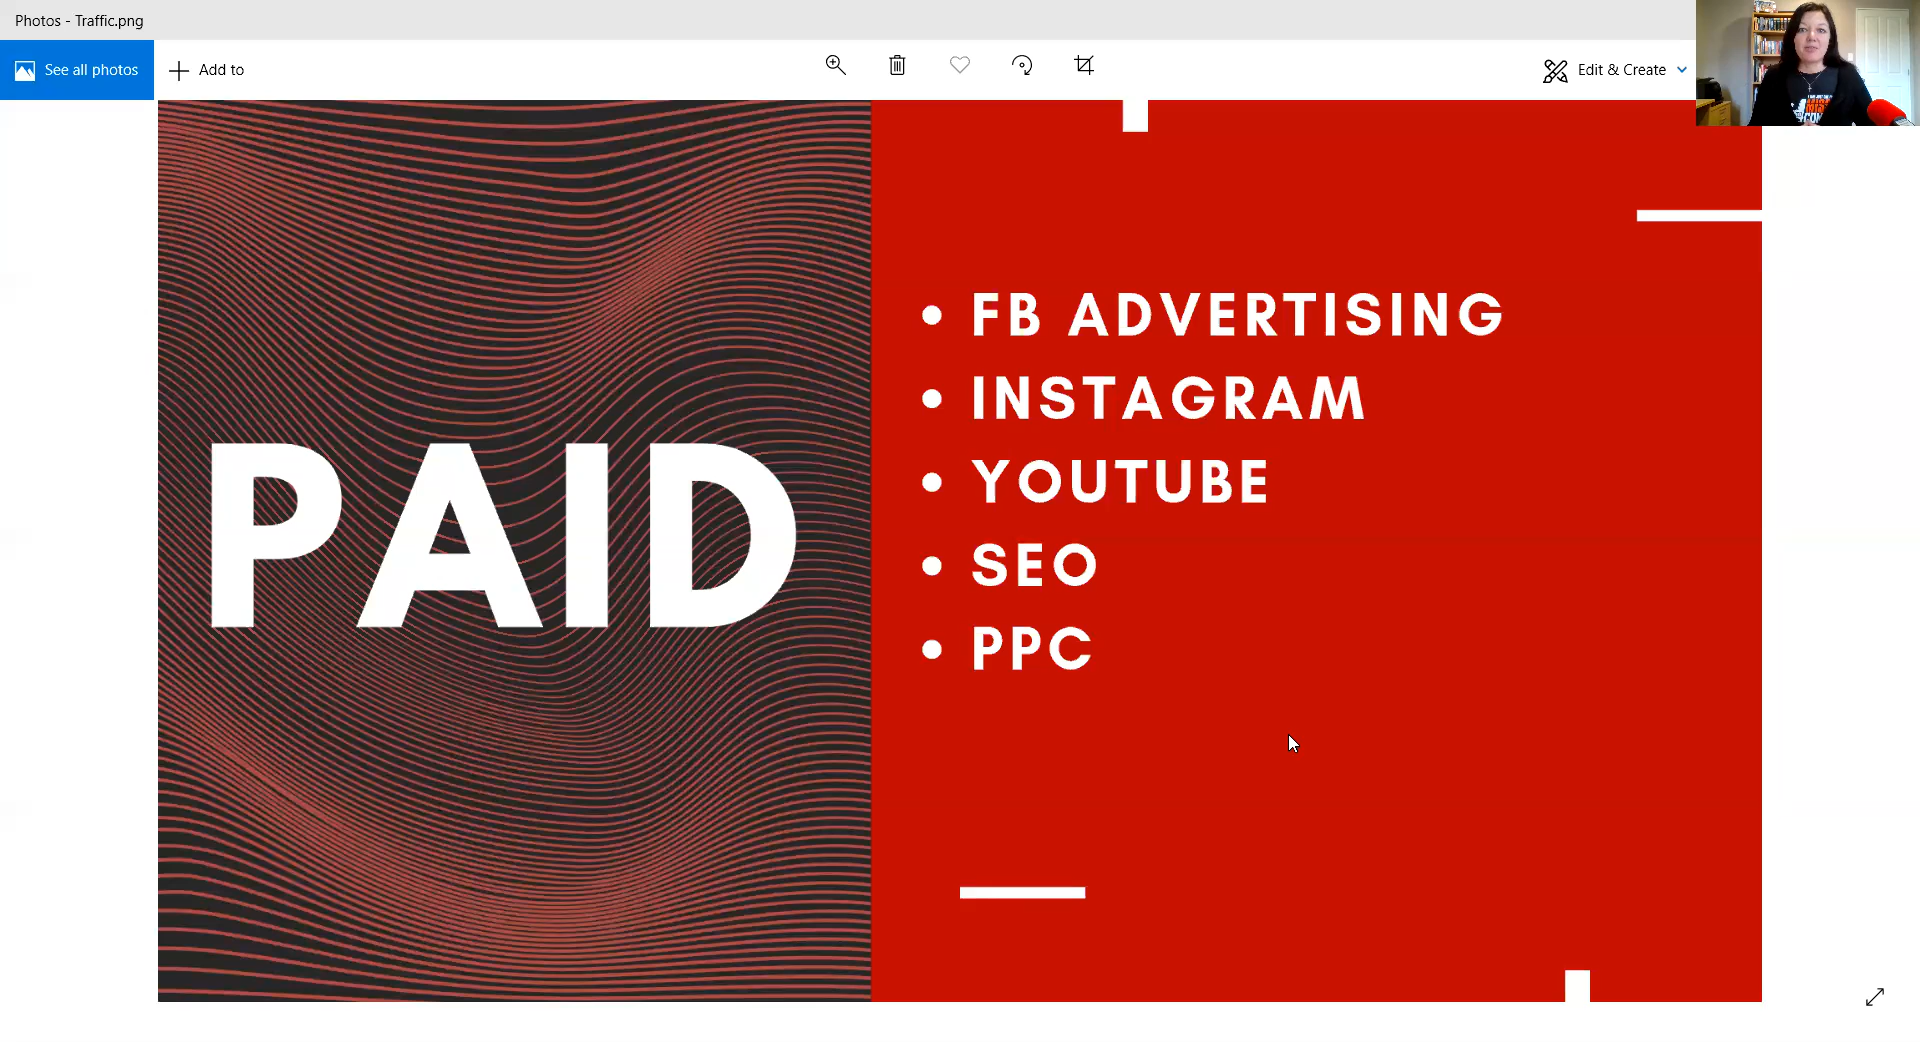 Photos - Traffic.png
See all photos
Add to
Edit & Create
PAID
• FB ADVERTISING
• INSTAGRAM
• YOUTUBE
• SEO
• PPC